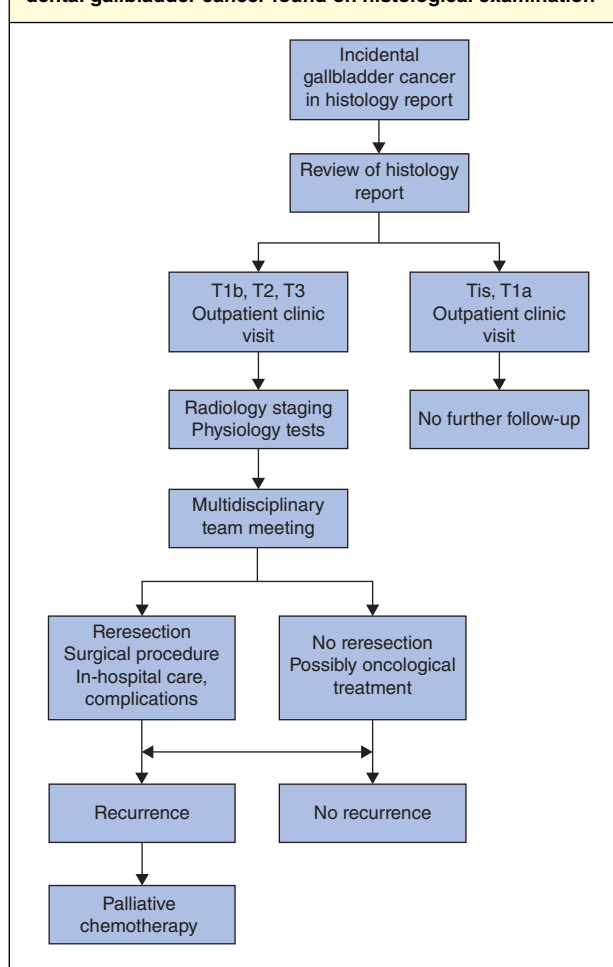 dental gallbladder cancer found on histological examination
Incidental
gallbladder cancer
in histology report
Review of histology
report
T1b, T2, T3
Outpatient clinic
visit
Tis, T1a
Outpatient clinic
visit
Radiology staging
Physiology tests
No further follow-up
Multidisciplinary
team meeting
Reresection
Surgical procedure
In-hospital care,
complications
No reresection
Possibly oncological
treatment
Recurrence
No recurrence
Palliative
chemotherapy